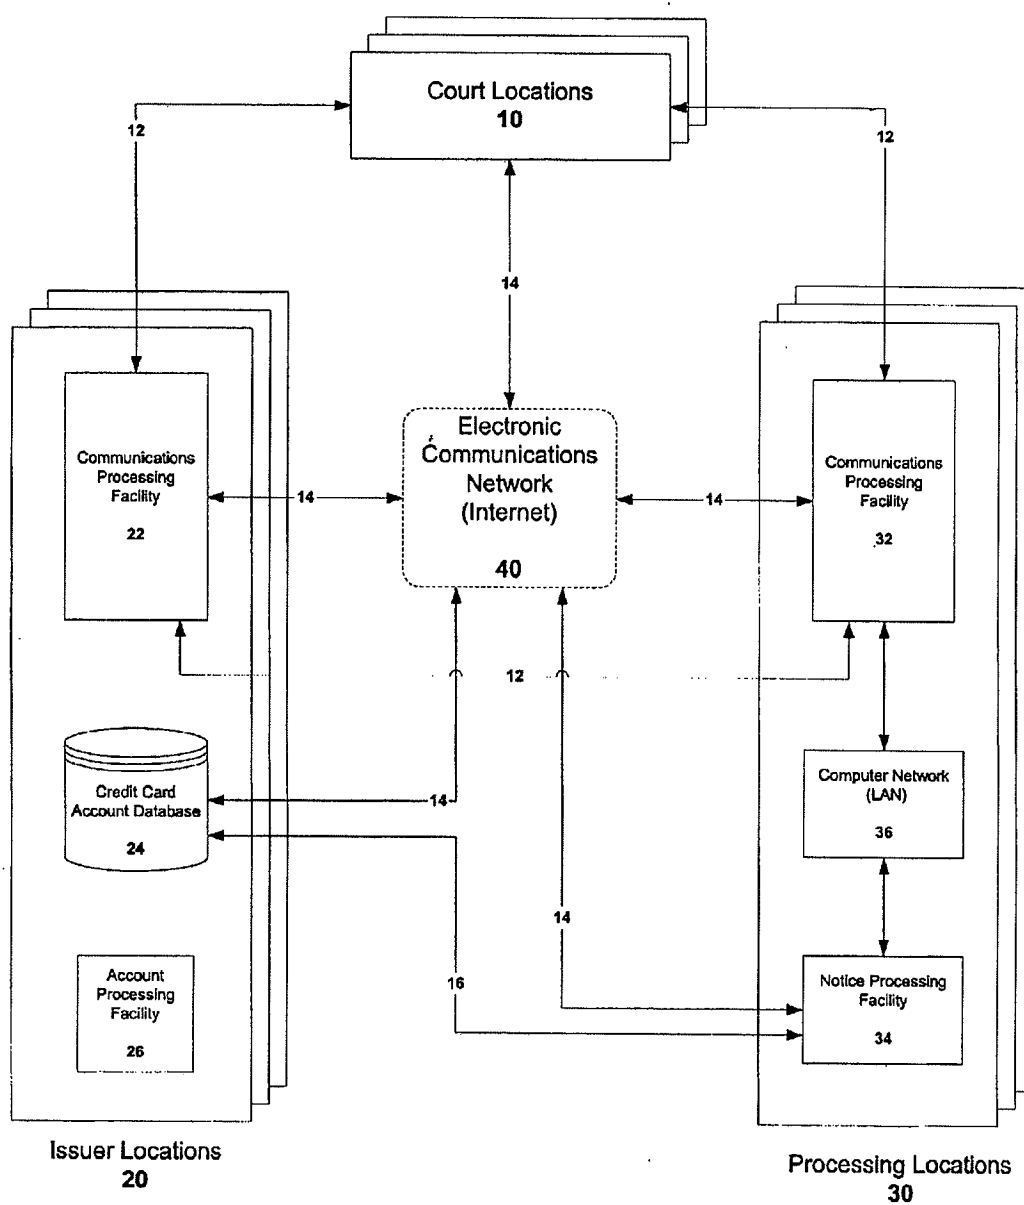 Court Locations
10
12
12
14
Electronic
Communications
Network
(Internet)
40
Communications
Processing
Facility
22
14
14
Communications
Processing
Facility
32
12
Credit Card
Account Database
24
14
Computer Network
(LAN)
36
14
16
Account
Processing
Facility
26
Notice Processing
Facility
34
Issuer Locations
20
Processing Locations
30